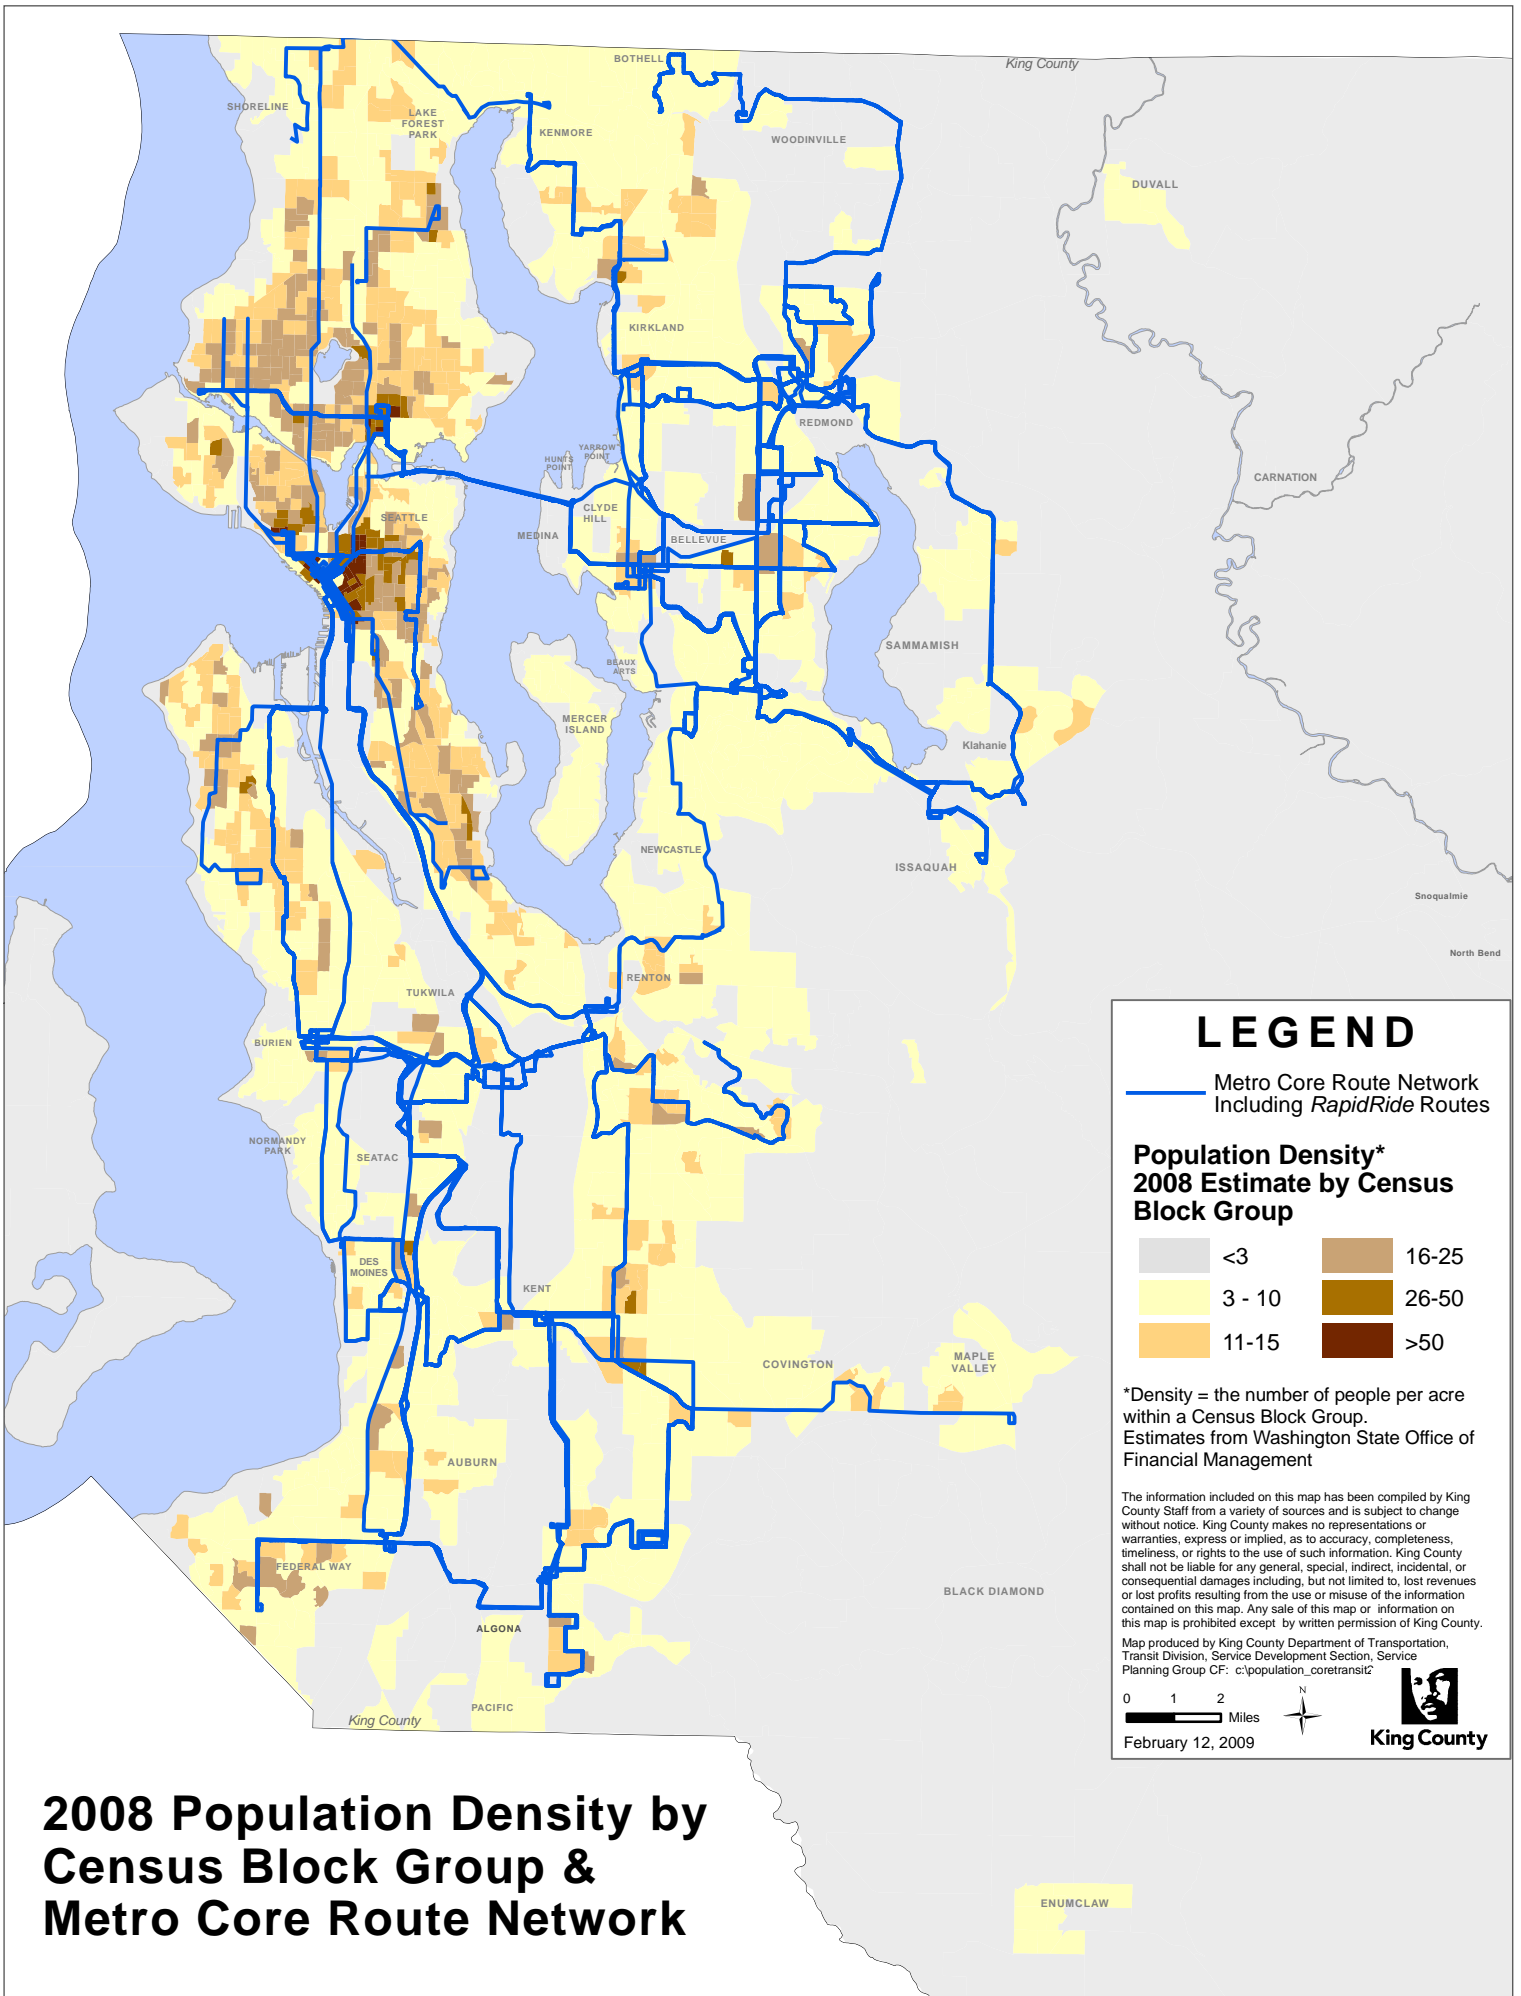 BOTHELL
King County
SHORELINE
LAKE
FOREST
PARK
KENMORE
WOODINVILLE
DUVALL
KIRKLAND
REDMOND
YARROW
POINT
HUNTS
POINT
CARNATION
CLYDE
HILL
SEATTLE
MEDINA
BELLEVUE
SAMMAMISH
BEAUX
ARTS
MERCER
ISLAND
Klahanie
NEWCASTLE
ISSAQUAH
Snoqualmie
North Bend
RENTON
TUKWILA
BURIEN
NORMANDY
PARK
SEATAC
DES
MOINES
KENT
COVINGTON
MAPLE
VALLEY
AUBURN
FEDERAL WAY
BLACK DIAMOND
ALGONA
PACIFIC
King County
ENUMCLAW
LEGEND
Metro Core Route Network
Including RapidRide Routes
Population Density*
2008 Estimate by Census
Block Group
<3
16-25
3 - 10
26-50
11-15
>50
*Density = the number of people per acre
within a Census Block Group.
Estimates from Washington State Office of
Financial Management
The information included on this map has been compiled by King
County Staff from a variety of sources and is subject to change
without notice. King County makes no representations or
warranties, express or implied, as to accuracy, completeness,
timeliness, or rights to the use of such information. King County
shall not be liable for any general, special, indirect, incidental, or
consequential damages including, but not limited to, lost revenues
or lost profits resulting from the use or misuse of the information
contained on this map. Any sale of this map or information on
this map is prohibited except by written permission of King County.
Map produced by King County Department of Transportation,
Transit Division, Service Development Section, Service
Planning Group CF: c:\population_coretransit2
0 1 2
Miles
N
February 12, 2009
King County
2008 Population Density by
Census Block Group &
Metro Core Route Network